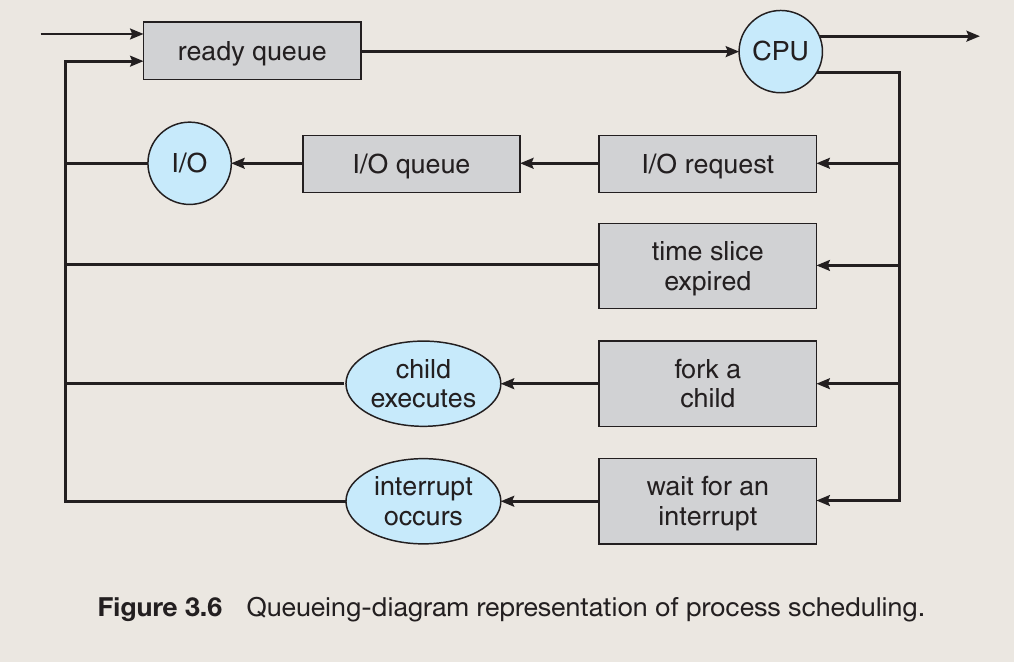 ready queue
CPU
I/O
I/O queue
I/O request
time slice
expired
child
executes
fork a
child
interrupt
occurs
wait for an
interrupt
Figure 3.6 Queueing-diagram representation of process scheduling.